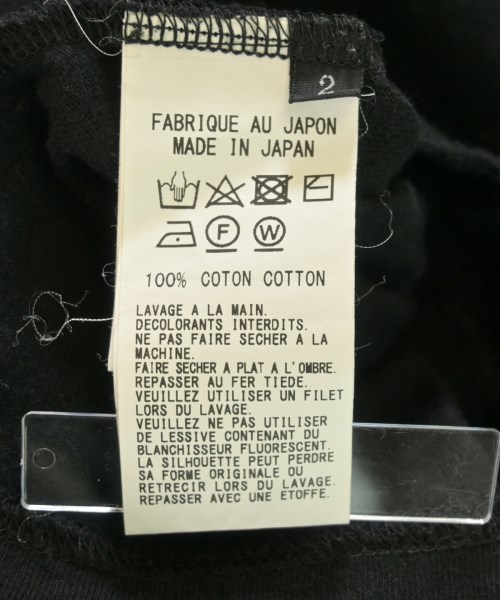 2
FABRIQUE AU JAPON
MADE IN JAPAN
F W
100% COTON COTTON
LAVAGE A LA MAIN.
DECOLORANTS INTERDITS.
NE PAS FAIRE SECHER A LA
MACHINE.
FAIRE SECHER A PLAT A L'OMBRE.
REPASSER AU FER TIEDE.
VEUILLEZ UTILISER UN FILET
LORS DU LAVAGE.
VEUILLEZ NE PAS UTILISER
DE LESSIVE CONTENANT DU
BLANCHISSEUR FLUORESCENT.
LA SILHOUETTE PEUT PERDRE
SA FORME ORIGINALE OU
RETRECIR LORS DU LAVAGE.
REPASSER AVEC UNE ETOFFE.